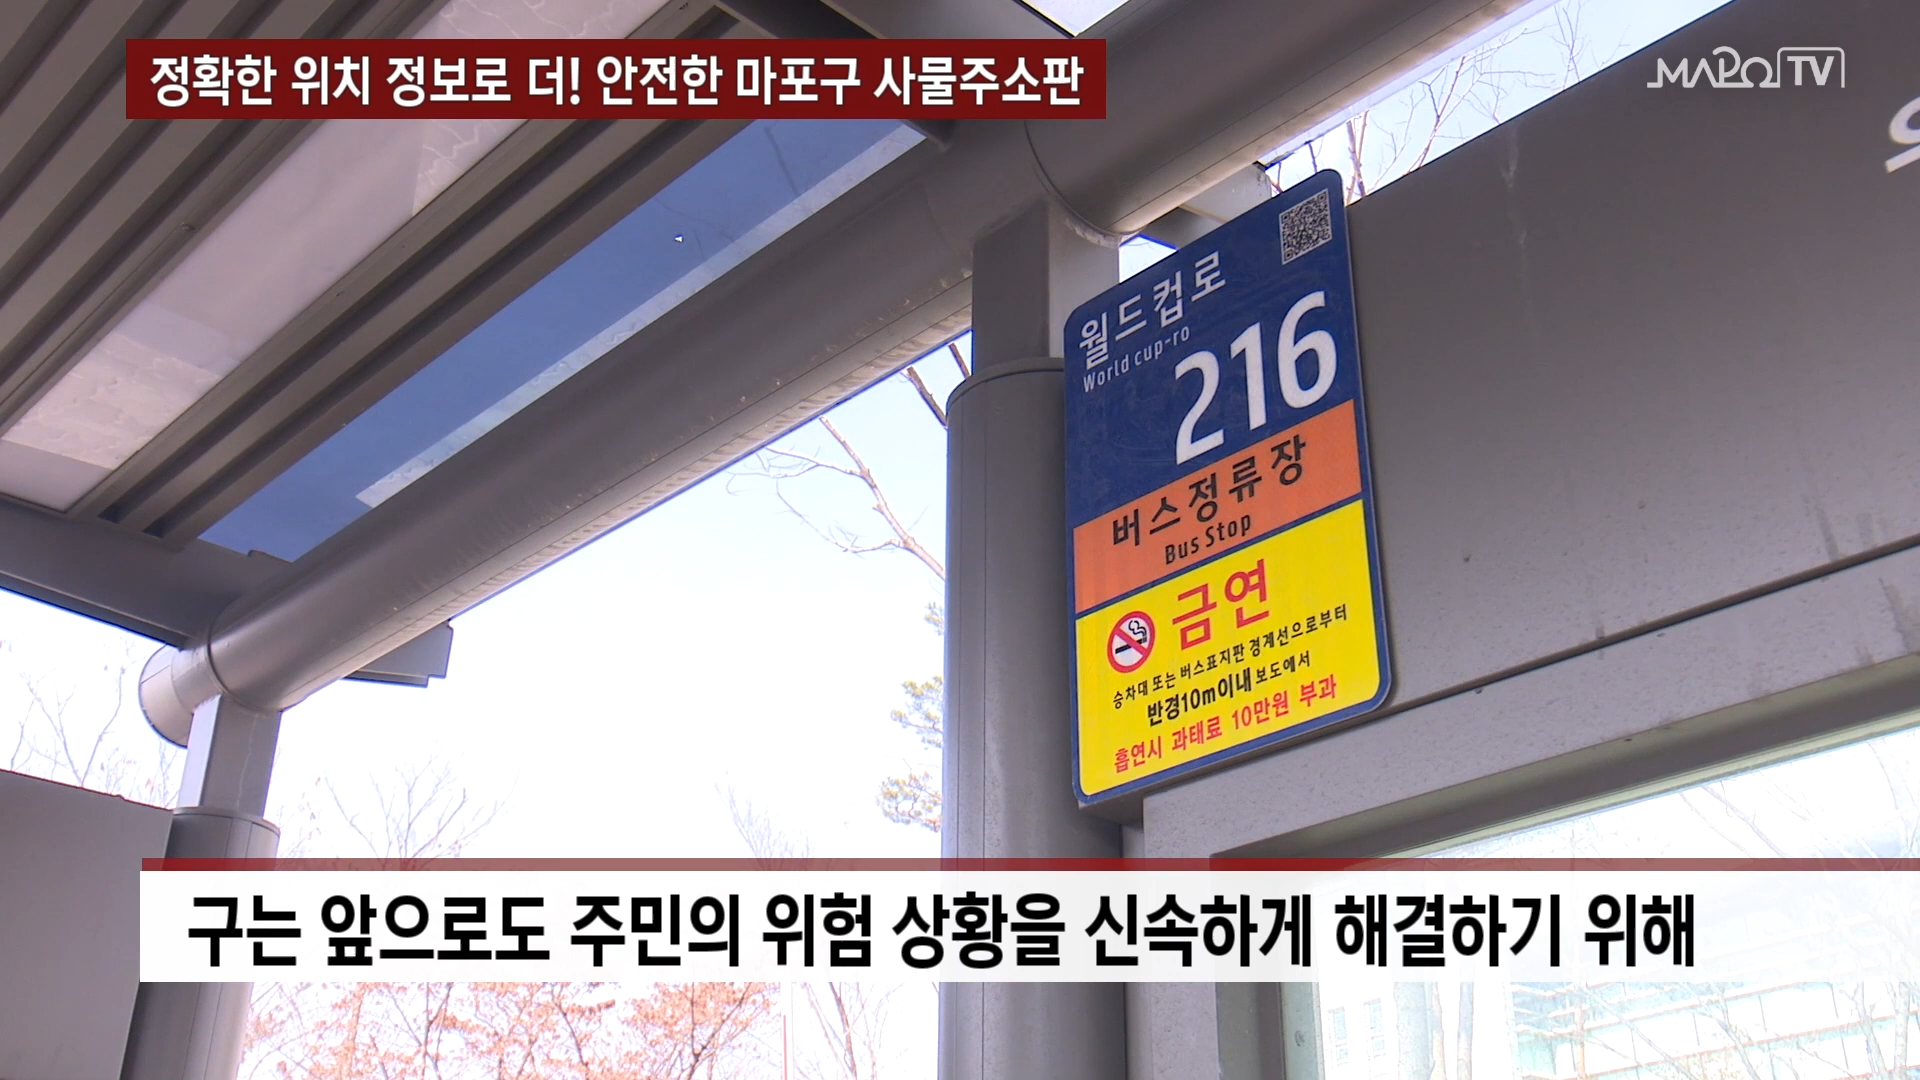 정확한 위치 정보로 더! 안전한 마포구 사물주소판
MAPO TV
월드컵로
World cup-ro
216
버스정류장
Bus Stop
금연
승차대 또는 버스표지판 경계선으로부터
반경10m이내 보도에서
흡연시 과태료 10만원 부과
구는 앞으로도 주민의 위험 상황을 신속하게 해결하기 위해